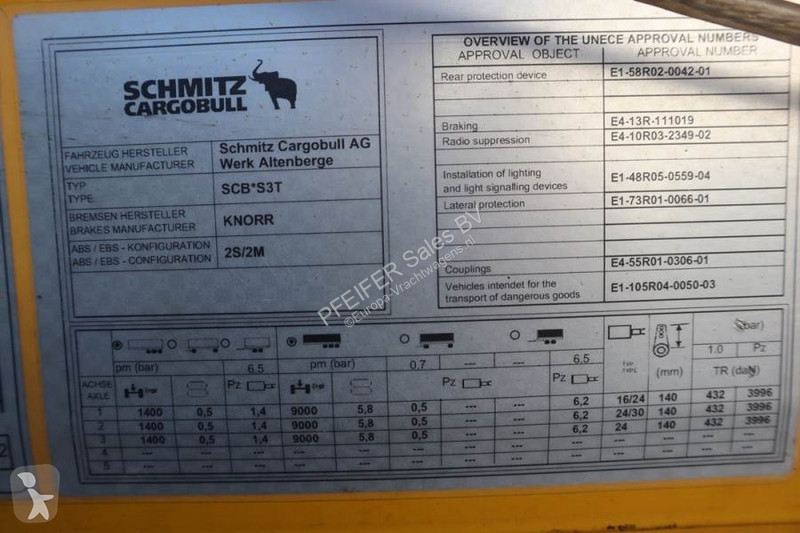 SCHMITZ
CARGOBULL
FAHRZEUG HERSTELLER
VEHICLE MANUFACTURER
Schmitz Cargobull AG
Werk Altenberge
TYP
TYPE:
SCB*S3T
BREMSEN HERSTELLER
BRAKES MANUFACTURER
KNORR
ABS / EBS - KONFIGURATION
ABS / EBS - CONFIGURATION
2S/2M
OVERVIEW OF THE UNECE APPROVAL NUMBERS
APPROVAL OBJECT APPROVAL NUMBER
Rear protection device E1-58R02-0042-01
Braking E4-13R-111019
Radio suppression E4-10R03-2349-02
Installation of lighting
and light signalling devices E1-48R05-0559-04
Lateral protection E1-73R01-0066-01
Couplings E4-55R01-0306-01
Vehicles intendet for the
transport of dangerous goods E1-105R04-0050-03
PFEIFER Sales BV
©Europa-Vrachtwagens.nl
pm (bar) 6.5 pm (bar) 0.7 --- --- 6.5 TYP TYPE (mm) (bar) 1.0 Pz
TR (daN)
ACHSE
AXLE
Pz Pz Pz
1 1400 0,5 1,4 9000 5,8 0,5 --- --- 6,2 16/24 140 432 3996
2 1400 0,5 1,4 9000 5,8 0,5 --- --- 6,2 24/30 140 432 3996
3 1400 0,5 1,4 9000 5,8 0,5 --- --- 6,2 24 140 432 3996
4 --- --- --- --- --- --- --- --- --- --- --- --- ---
5 --- --- --- --- --- --- --- --- --- --- --- --- ---
2